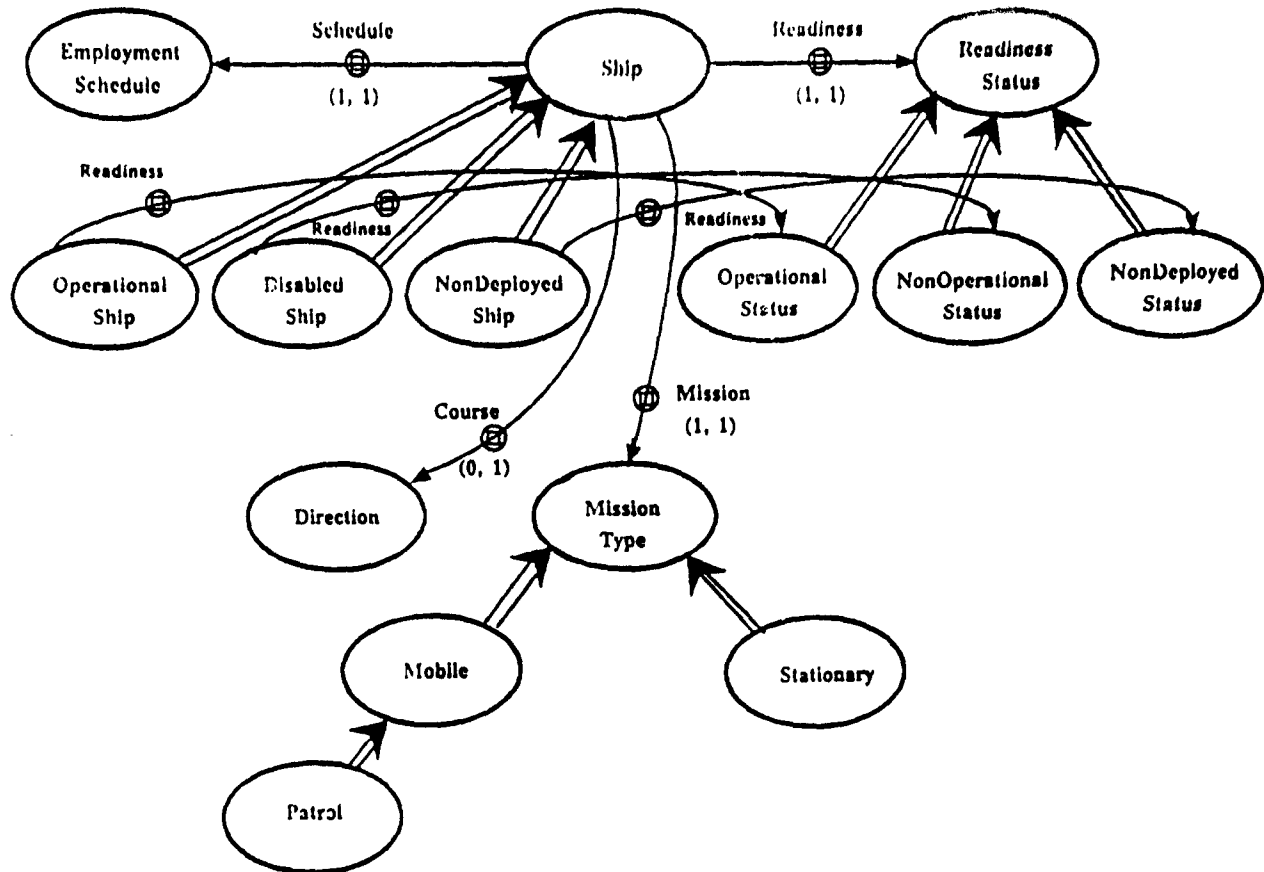 Schedule
Readiness
Employment
Schedule
Ship
Readiness
Status
(1, 1)
(1, 1)
Readiness
Readiness
Readiness
Operational
Ship
Disabled
Ship
NonDeployed
Ship
Operational
Status
NonOperational
Status
NonDeployed
Status
Course
(0, 1)
Mission
(1, 1)
Direction
Mission
Type
Mobile
Stationary
Patrol